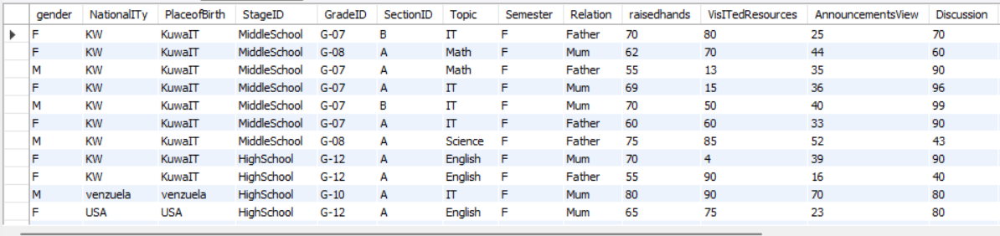 gender NationalITy PlaceofBirth StageID GradeID SectionID Topic Semester Relation raisedhands VisITedResources AnnouncementsView Discussion
F KW KuwaIT MiddleSchool G-07 B IT F Father 70 80 25 70
F KW KuwaIT MiddleSchool G-08 A Math F Mum 62 70 44 60
M KW KuwaIT MiddleSchool G-07 A Math F Father 55 13 35 90
F KW KuwaIT MiddleSchool G-07 A IT F Mum 69 15 36 96
M KW KuwaIT MiddleSchool G-07 B IT F Mum 70 50 40 99
F KW KuwaIT MiddleSchool G-07 A IT F Father 60 60 33 90
M KW KuwaIT MiddleSchool G-08 A Science F Father 75 85 52 43
F KW KuwaIT HighSchool G-12 A English F Mum 70 4 39 90
F KW KuwaIT HighSchool G-12 A English F Father 55 90 16 40
M venzuela venzuela HighSchool G-10 A IT F Mum 80 90 70 80
F USA USA HighSchool G-12 A English F Mum 65 75 23 80